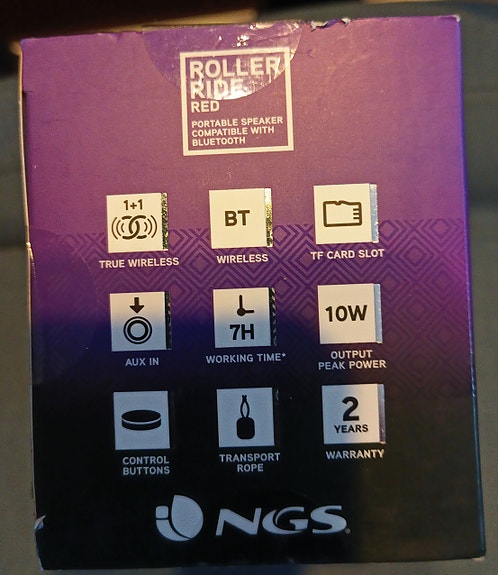 ROLLER
RIDE
RED
PORTABLE SPEAKER
COMPATIBLE WITH
BLUETOOTH
1+1
BT
TRUE WIRELESS
WIRELESS
TF CARD SLOT
7H
10W
AUX IN
WORKING TIME*
OUTPUT
PEAK POWER
2
YEARS
CONTROL
BUTTONS
TRANSPORT
ROPE
WARRANTY
NGS